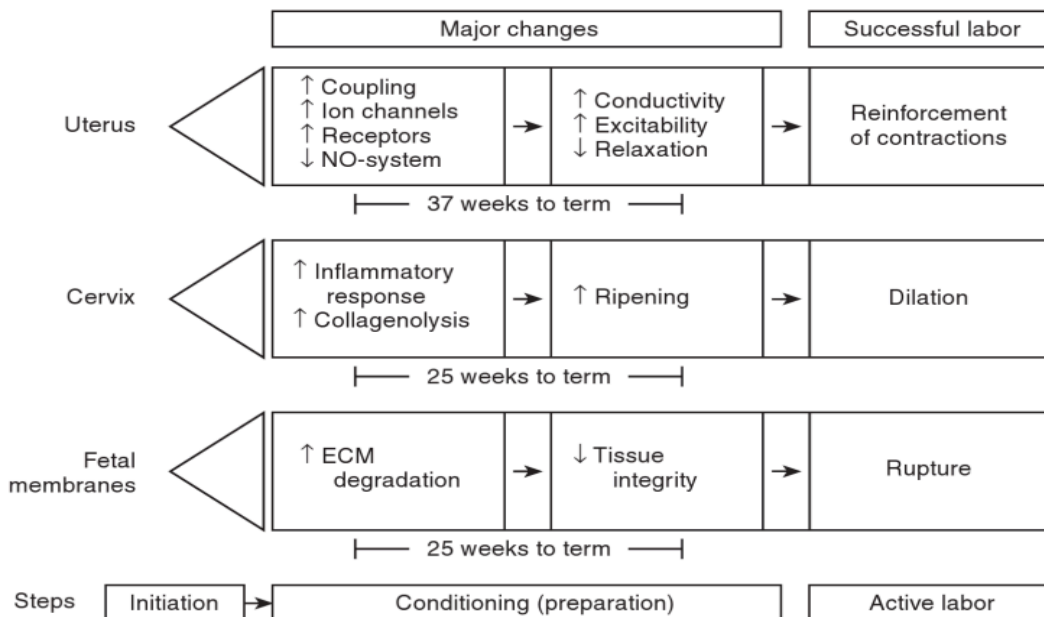 Major changes
Successful labor
Uterus
↑ Coupling
↑ Ion channels
↑ Receptors
↓ NO-system
↑ Conductivity
↑ Excitability
↓ Relaxation
Reinforcement
of contractions
37 weeks to term
Cervix
↑ Inflammatory
response
↑ Collagenolysis
↑ Ripening
Dilation
25 weeks to term
Fetal
membranes
↑ ECM
degradation
↓ Tissue
integrity
Rupture
25 weeks to term
Steps
Initiation
Conditioning (preparation)
Active labor